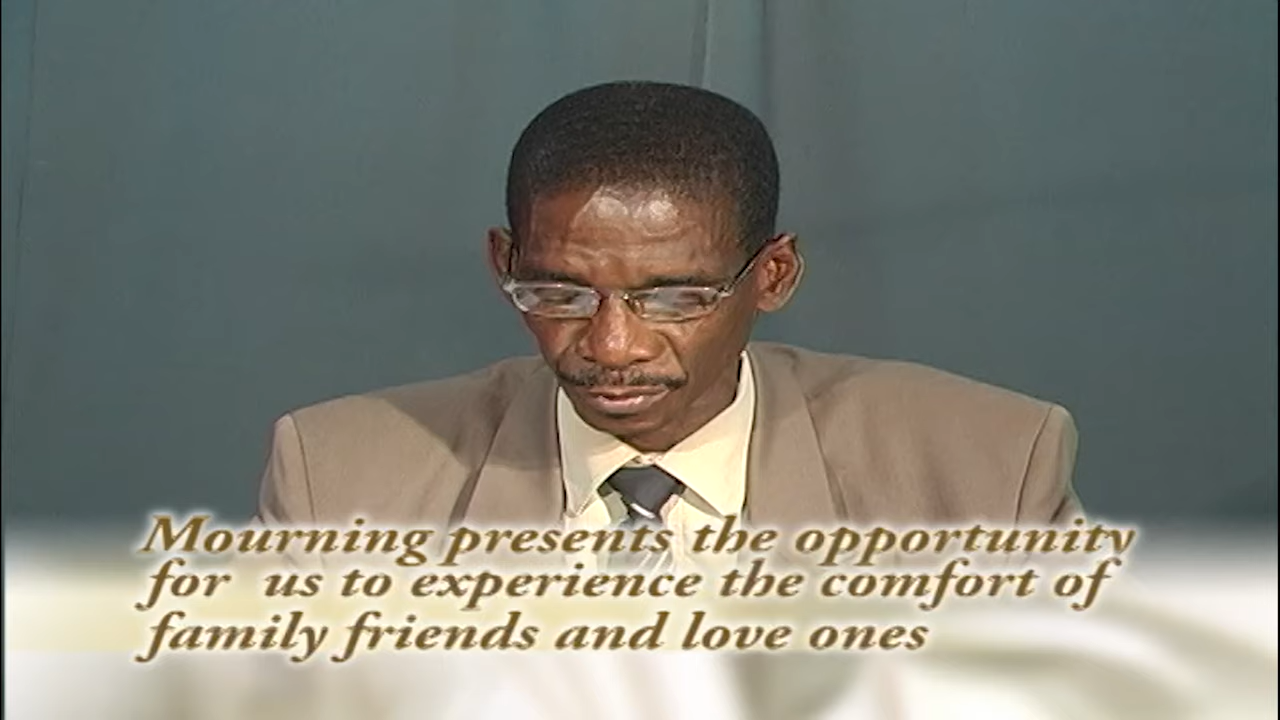 Mourning presents the opportunity
for us to experience the comfort of
family friends and love ones